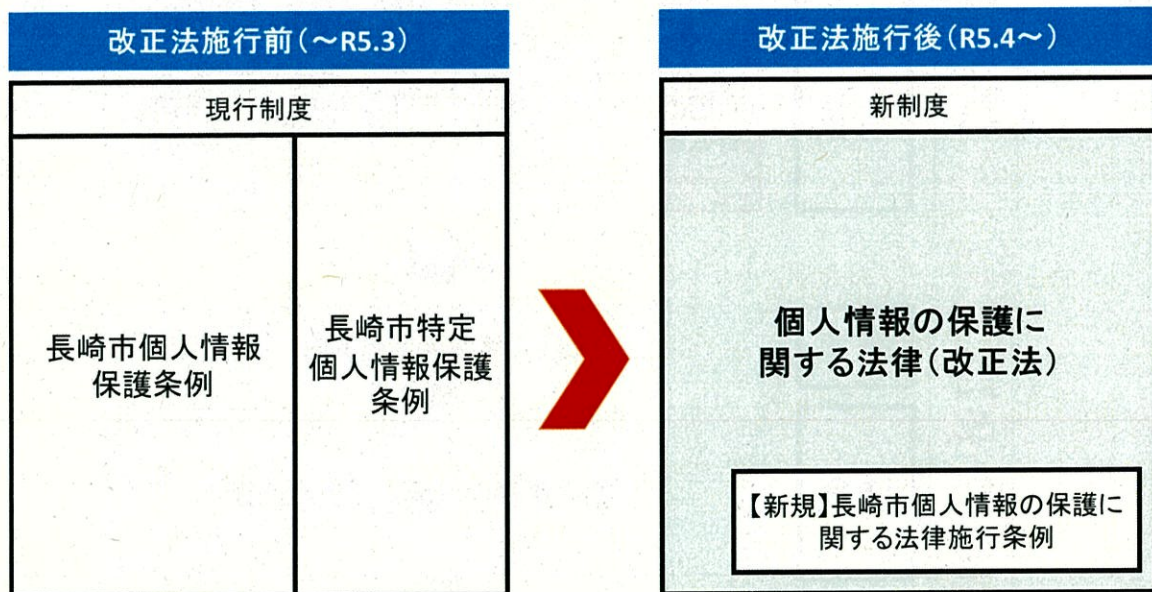 改正法施行前(～R5.3)
現行制度
長崎市個人情報
保護条例
長崎市特定
個人情報保護
条例
改正法施行後(R5.4～)
新制度
個人情報の保護に
関する法律(改正法)
【新規】長崎市個人情報の保護に
関する法律施行条例